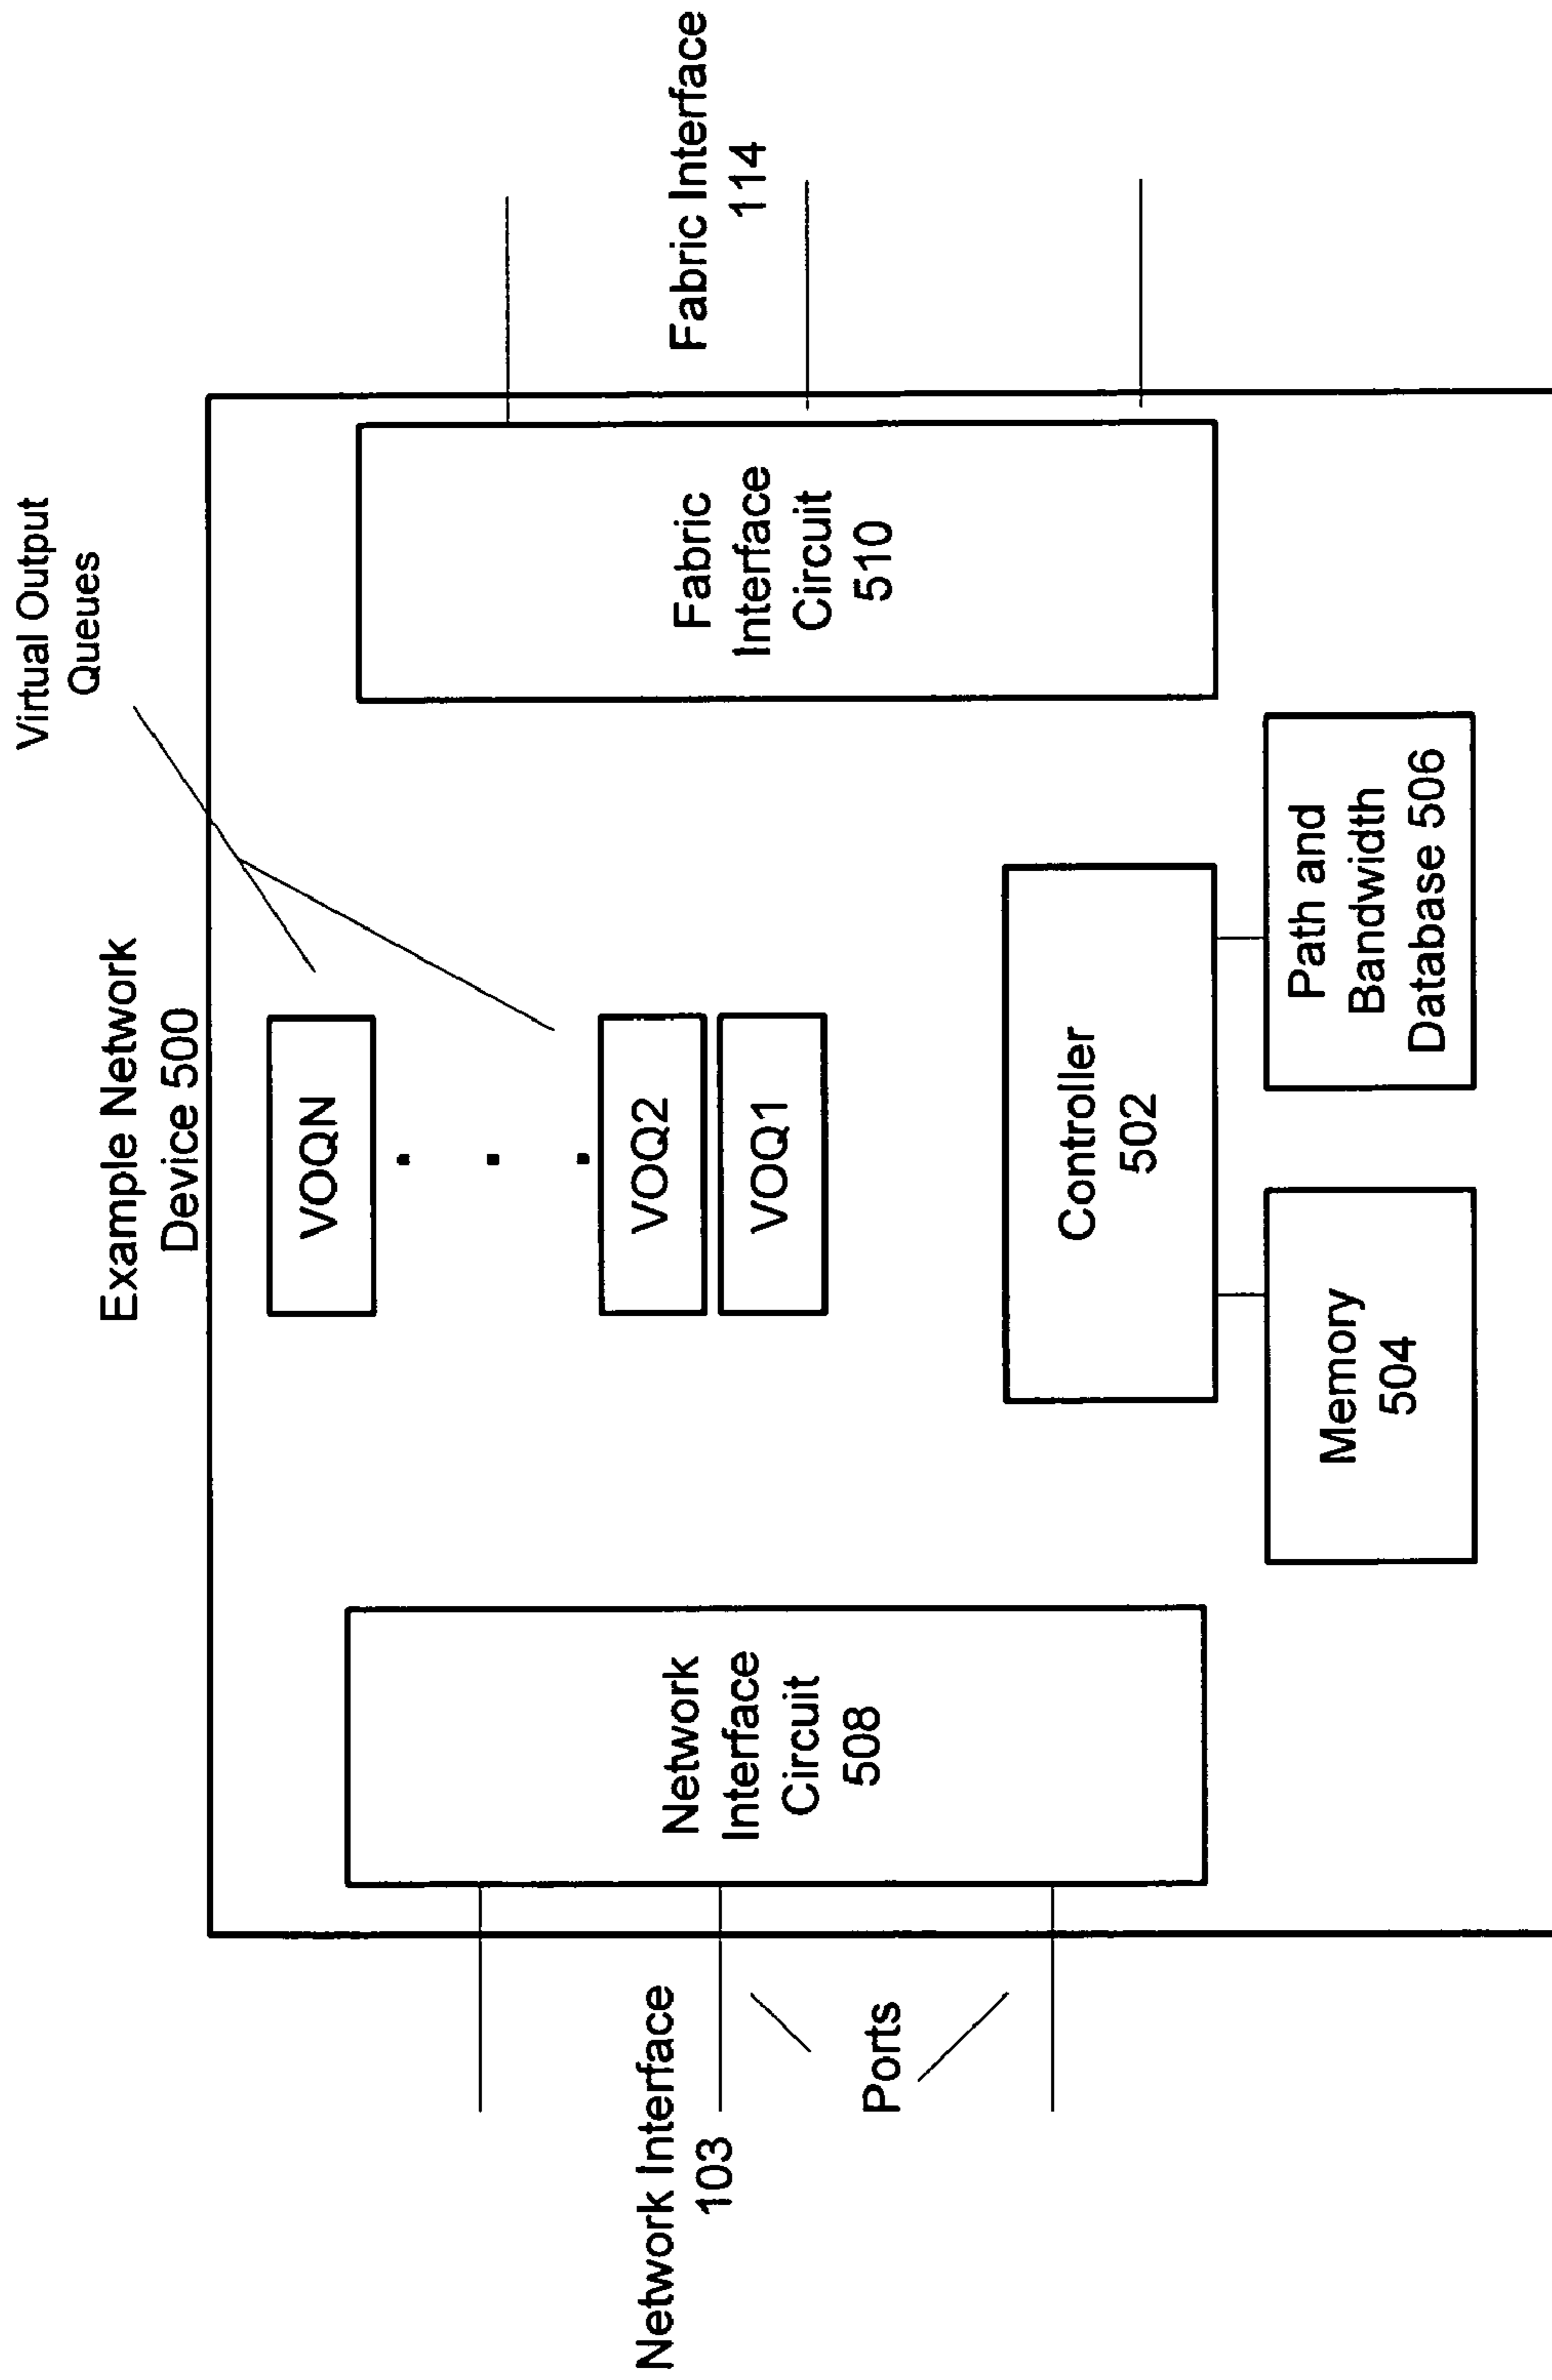 Virtual Output
Queues
Example Network
Device 500
VOQN
VOQ2
VOQ1
Network Interface
103
Ports
Network
Interface
Circuit
508
Fabric
Interface
Circuit
510
Fabric Interface
114
Controller
502
Memory
504
Path and
Bandwidth
Database 506